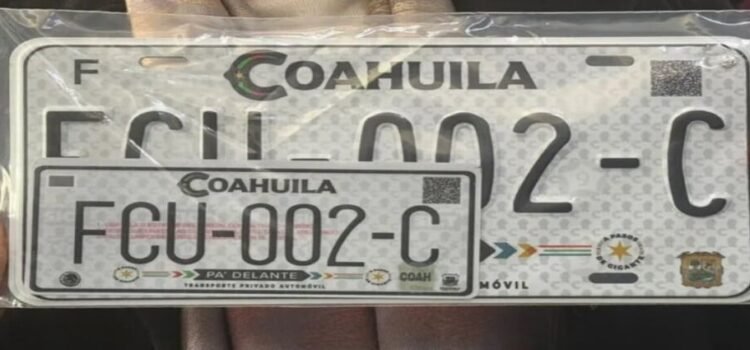 F COAHUILA
FCU-002-C
COAHUILA
FCU-002-C
PA' DELANTE
COAH
TRANSPORTE PRIVADO AUTOMÓVIL
A PASOS
DE GIGANTE
MÓVIL